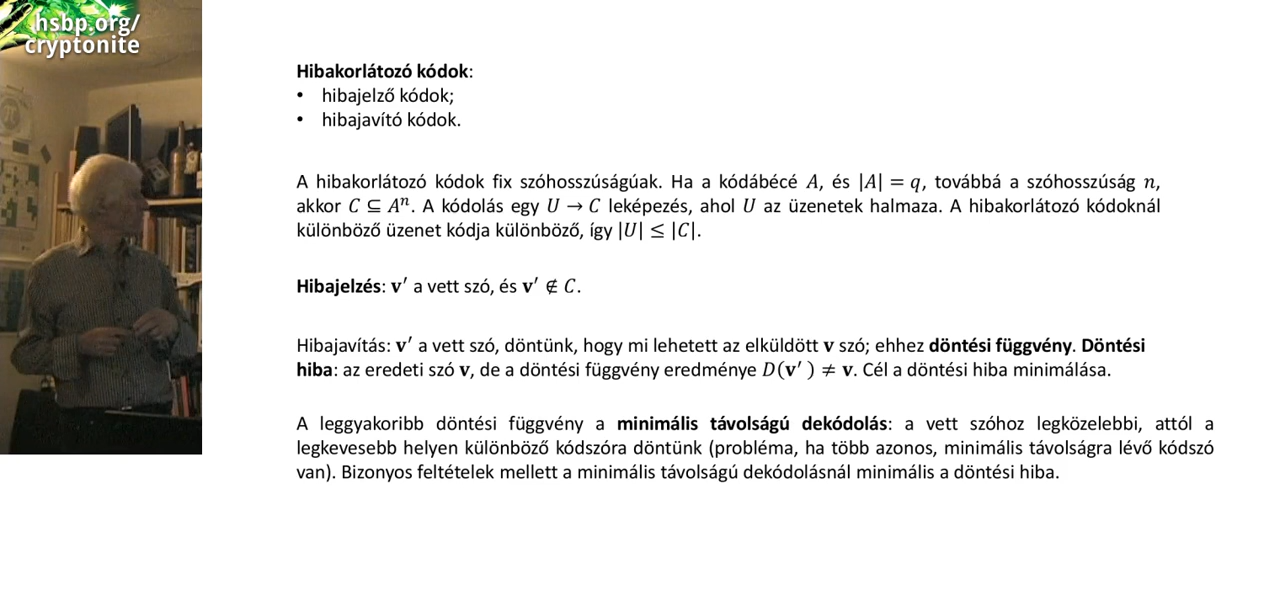 hsbp.org/
cryptonite
Hibakorlátozó kódok:
• hibajelző kódok;
• hibajavító kódok.
A hibakorlátozó kódok fix szóhosszúságúak. Ha a kódábécé A, és |A| = q, továbbá a szóhosszúság n,
akkor C ⊆ Aⁿ. A kódolás egy U → C leképezés, ahol U az üzenetek halmaza. A hibakorlátozó kódoknál
különböző üzenet kódja különböző, így |U| ≤ |C|.
Hibajelzés: v′ a vett szó, és v′ ∉ C.
Hibajavítás: v′ a vett szó, döntünk, hogy mi lehetett az elküldött v szó; ehhez döntési függvény. Döntési
hiba: az eredeti szó v, de a döntési függvény eredménye D(v′ ) ≠ v. Cél a döntési hiba minimálása.
A leggyakoribb döntési függvény a minimális távolságú dekódolás: a vett szóhoz legközelebbi, attól a
legkevesebb helyen különböző kódszóra döntünk (probléma, ha több azonos, minimális távolságra lévő kódszó
van). Bizonyos feltételek mellett a minimális távolságú dekódolásnál minimális a döntési hiba.